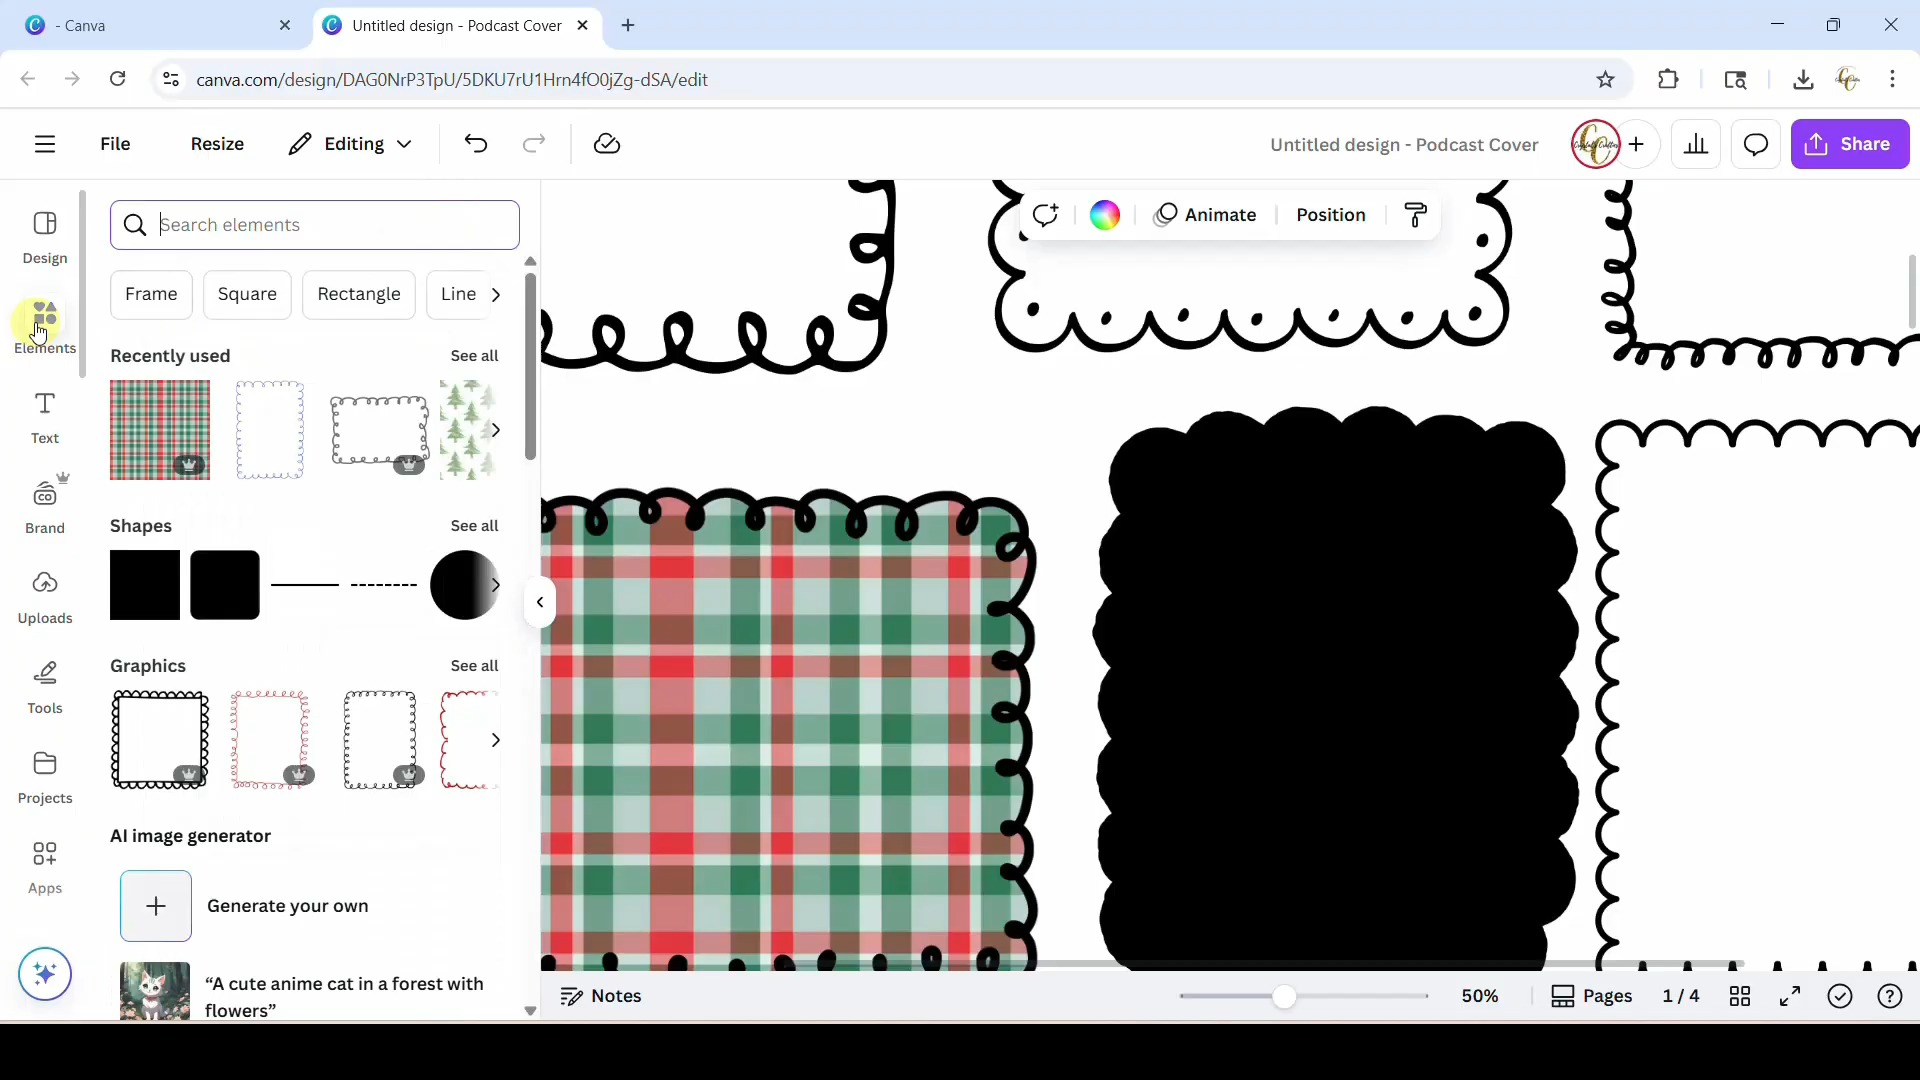 - Canva
Untitled design - Podcast Cover
canva.com/design/DAG0NrP3TpU/5DKU7rU1Hrn4fO0jZg-dSA/edit
File
Resize
Editing
Untitled design - Podcast Cover
Share
Design
Elements
Text
Brand
Uploads
Tools
Projects
Apps
Search elements
Frame
Square
Rectangle
Line
Recently used
See all
Shapes
See all
Graphics
See all
AI image generator
Generate your own
“A cute anime cat in a forest with
flowers”
Animate
Position
Notes
50%
Pages
1 / 4